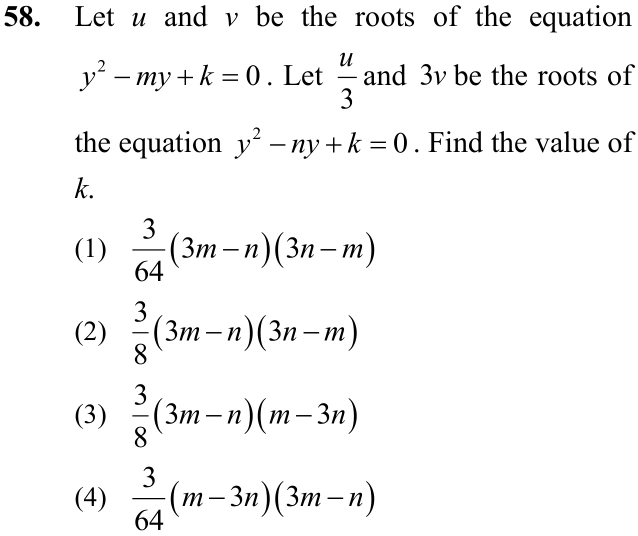 58. Let u and v be the roots of the equation
y² – my + k = 0. Let u/3 and 3v be the roots of
the equation y² – ny + k = 0. Find the value of
k.
(1) 3/64 (3m – n)(3n – m)
(2) 3/8 (3m – n)(3n – m)
(3) 3/8 (3m – n)(m – 3n)
(4) 3/64 (m – 3n)(3m – n)